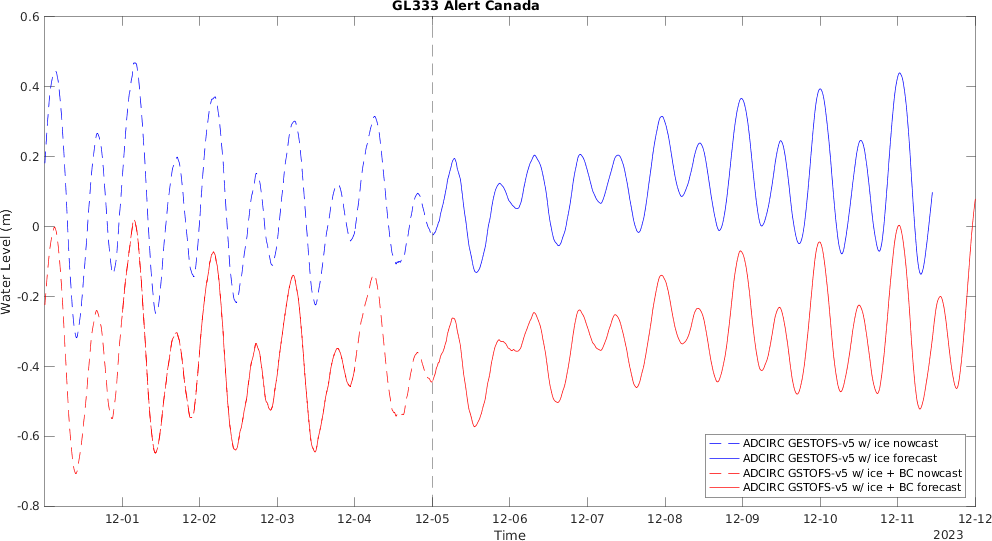 GL333 Alert Canada
0.6
0.4
0.2
0
-0.2
-0.4
-0.6
-0.8
Water Level (m)
ADCIRC GESTOFS-v5 w/ ice nowcast
ADCIRC GESTOFS-v5 w/ ice forecast
ADCIRC GSTOFS-v5 w/ ice + BC nowcast
ADCIRC GSTOFS-v5 w/ ice + BC forecast
12-01 12-02 12-03 12-04 12-05 12-06 12-07 12-08 12-09 12-10 12-11 12-12
Time
2023